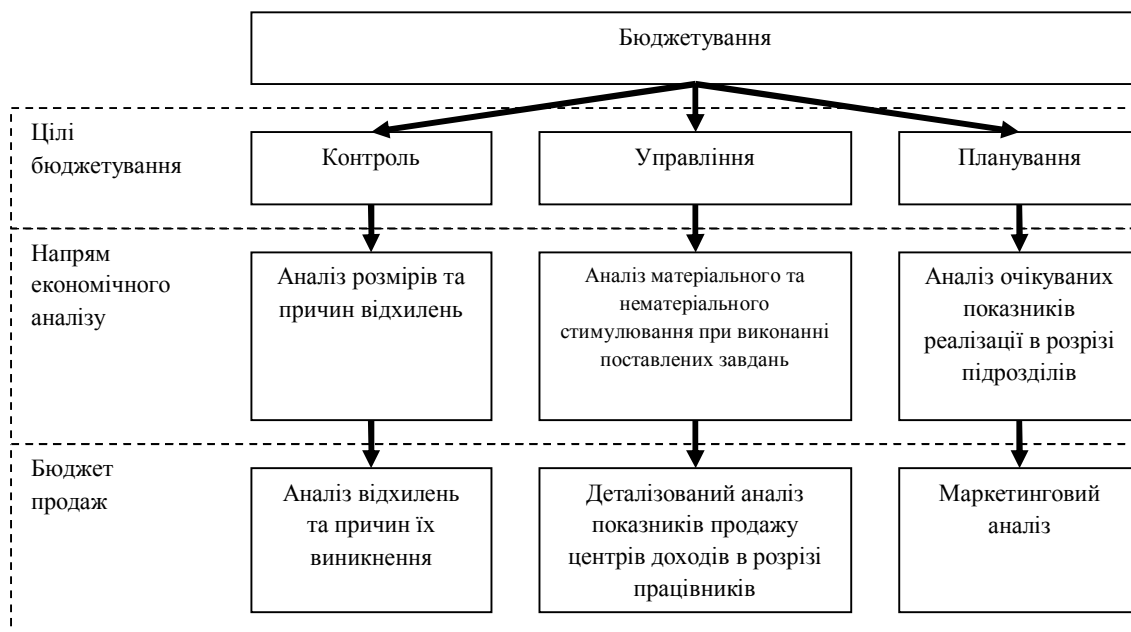 Бюджетування
Цілі
бюджетування
Контроль
Управління
Планування
Напрям
економічного
аналізу
Аналіз розмірів та
причин відхилень
Аналіз матеріального та
нематеріального
стимулювання при виконанні
поставлених завдань
Аналіз очікуваних
показників
реалізації в розрізі
підрозділів
Бюджет
продаж
Аналіз відхилень
та причин їх
виникнення
Деталізований аналіз
показників продажу
центрів доходів в розрізі
працівників
Маркетинговий
аналіз